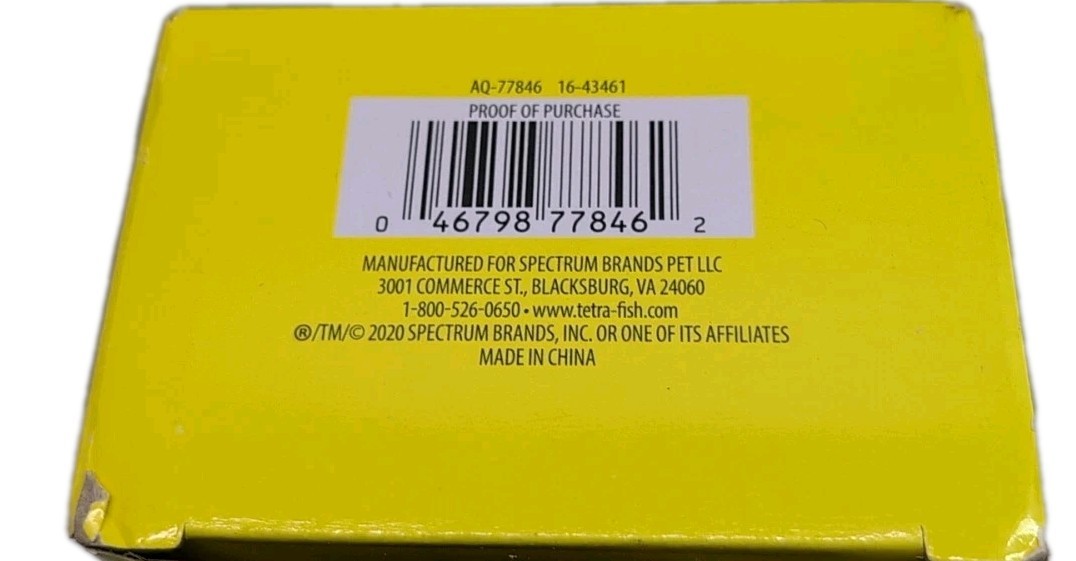 AQ-77846 16-43461
PROOF OF PURCHASE
0 46798 77846 2
MANUFACTURED FOR SPECTRUM BRANDS PET LLC
3001 COMMERCE ST., BLACKSBURG, VA 24060
1-800-526-0650 • www.tetra-fish.com
®/TM/© 2020 SPECTRUM BRANDS, INC. OR ONE OF ITS AFFILIATES
MADE IN CHINA